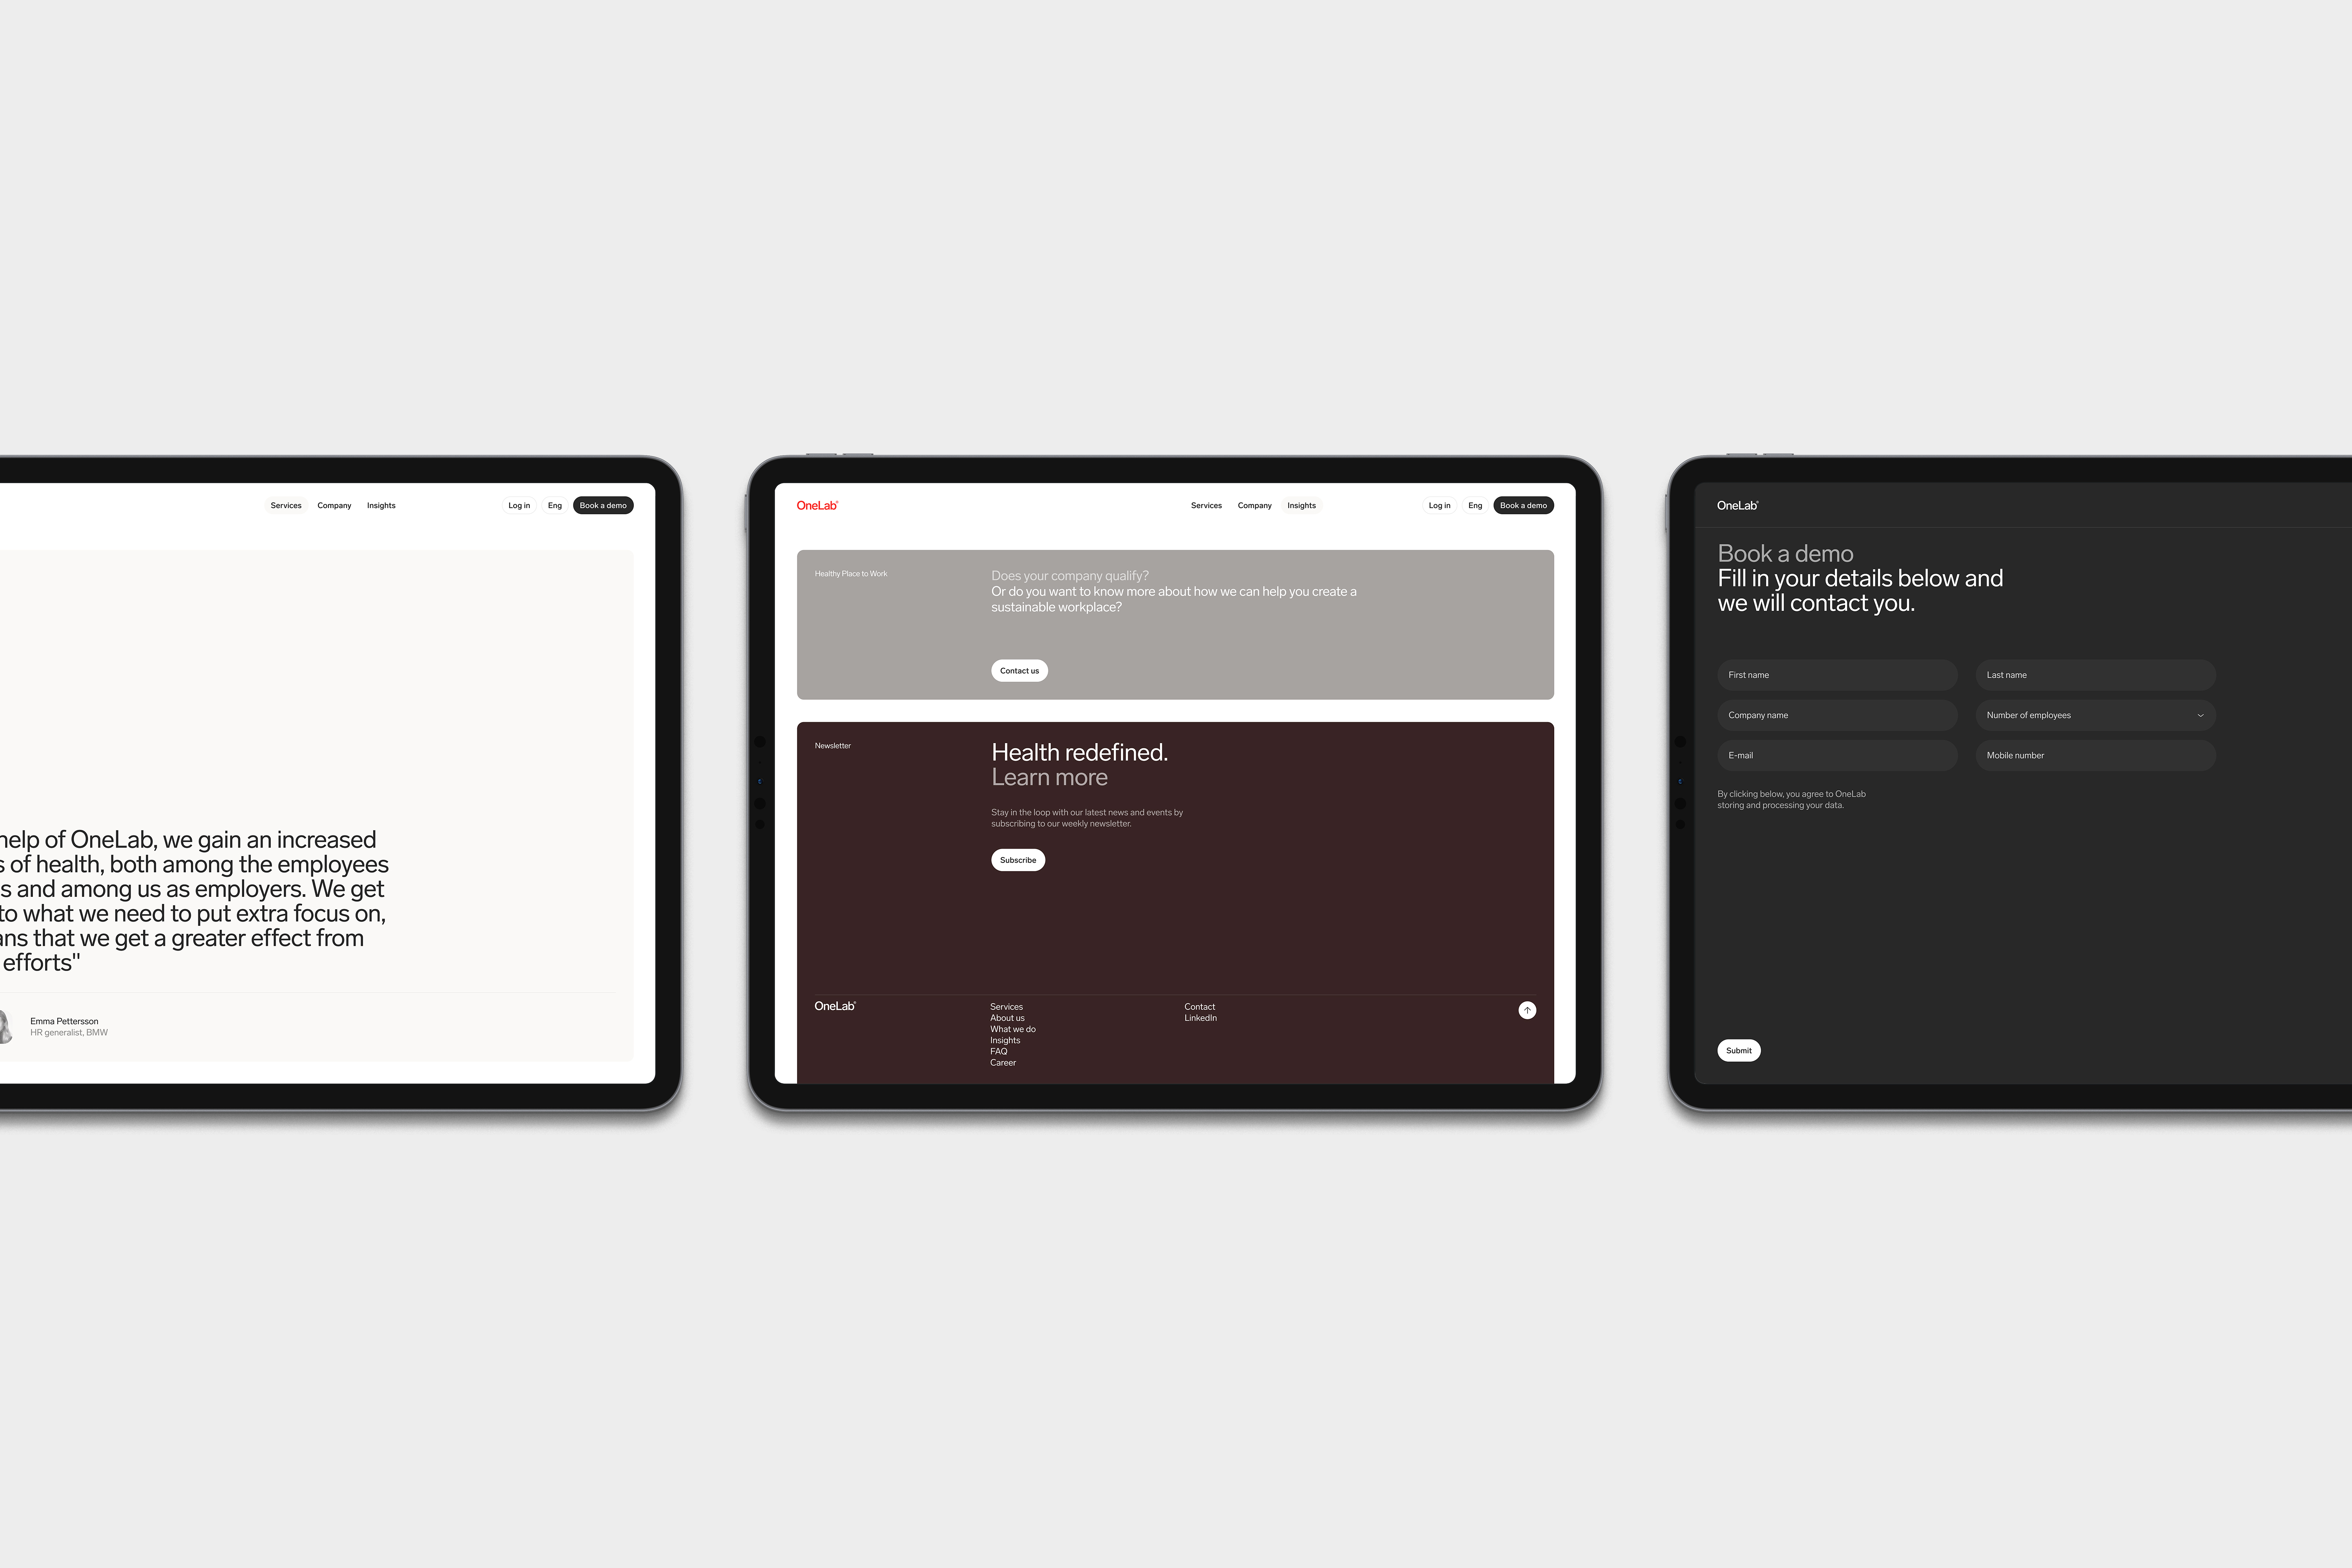 Services
Company
Insights
Log in
Eng
Book a demo
help of OneLab, we gain an increased
of health, both among the employees
and among us as employers. We get
to what we need to put extra focus on,
that we get a greater effect from
efforts"
Emma Pettersson
HR generalist, BMW
OneLab®
Services
Company
Insights
Log in
Eng
Book a demo
Healthy Place to Work
Does your company qualify?
Or do you want to know more about how we can help you create a
sustainable workplace?
Contact us
Newsletter
Health redefined.
Learn more
Stay in the loop with our latest news and events by
subscribing to our weekly newsletter.
Subscribe
OneLab®
Services
About us
What we do
Insights
FAQ
Career
Contact
LinkedIn
OneLab®
Book a demo
Fill in your details below and
we will contact you.
First name
Last name
Company name
Number of employees
E-mail
Mobile number
By clicking below, you agree to OneLab
storing and processing your data.
Submit